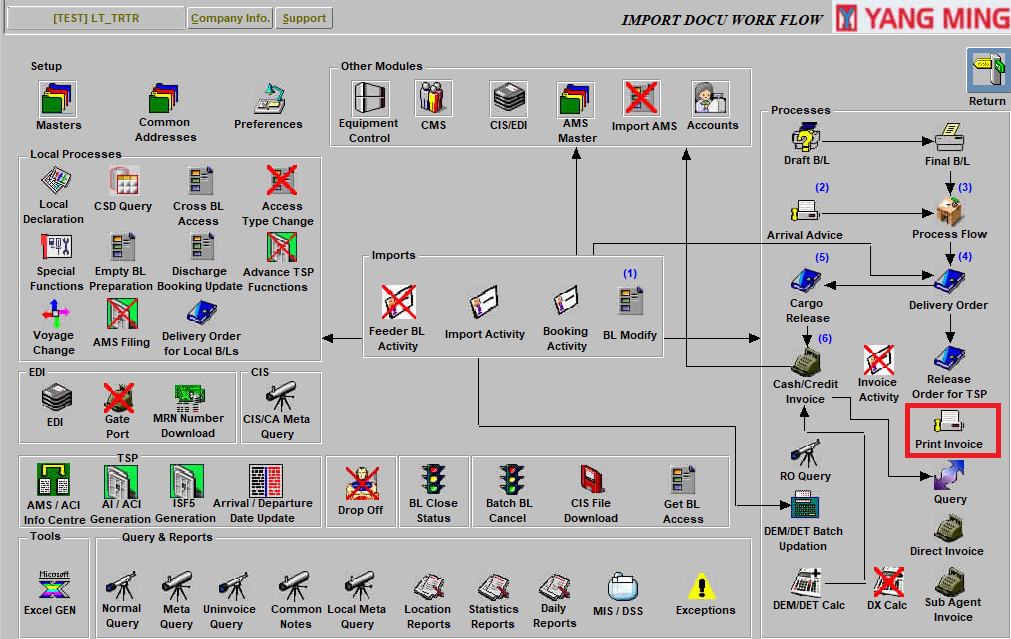 [TEST] LT_TRTR
Company Info.
Support
IMPORT DOCU WORK FLOW
YANG MING
Return
Setup
Masters
Common
Addresses
Preferences
Other Modules
Equipment
Control
CMS
CIS/EDI
AMS
Master
Import AMS
Accounts
Local Processes
Local
Declaration
CSD Query
Cross BL
Access
Access
Type Change
Special
Functions
Empty BL
Preparation
Discharge
Booking Update
Advance TSP
Fucnctions
Voyage
Change
AMS Filing
Delivery Order
for Local B/Ls
Imports
Feeder BL
Activity
Import Activity
Booking
Activity
(1)
BL Modify
Processes
Draft B/L
Final B/L
(2)
Arrival Advice
(3)
Process Flow
(5)
Cargo
Release
(4)
Delivery Order
(6)
Cash/Credit
Invoice
Invoice
Activity
Release
Order for TSP
Print Invoice
RO Query
Query
DEM/DET Batch
Updation
Direct Invoice
DEM/DET Calc
DX Calc
Sub Agent
Invoice
EDI
EDI
Gate
Port
MRN Number
Download
CIS
CIS/CA Meta
Query
TSP
AMS / ACI
Info Centre
AI / ACI
Generation
ISF5
Generation
Arrival / Departure
Date Update
Drop Off
BL Close
Status
Batch BL
Cancel
CIS File
Download
Get BL
Access
Tools
Microsoft
Excel GEN
Query & Reports
Normal
Query
Meta
Query
Uninvoice
Query
Common
Notes
Local Meta
Query
Location
Reports
Statistics
Reports
Daily
Reports
MIS / DSS
Exceptions